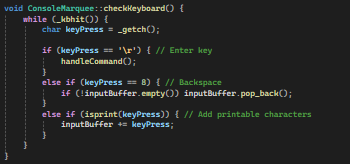 void ConsoleMarquee::checkKeyboard() {
    while (_kbhit()) {
        char keyPress = _getch();

        if (keyPress == '\r') { // Enter key
            handleCommand();
        }
        else if (keyPress == 8) { // Backspace
            if (!inputBuffer.empty()) inputBuffer.pop_back();
        }
        else if (isprint(keyPress)) { // Add printable characters
            inputBuffer += keyPress;
        }
    }
}